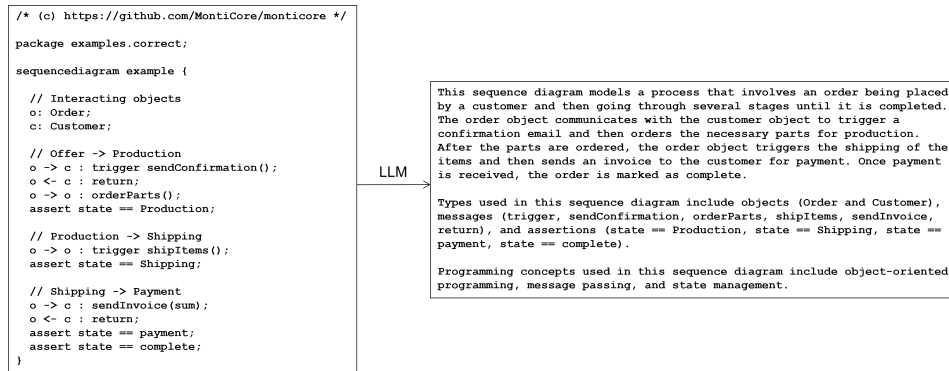 /* (c) https://github.com/MontiCore/monticore */
package examples.correct;
sequencediagram example {
// Interacting objects
o: Order;
c: Customer;
// Offer -> Production
o -> c : trigger sendConfirmation();
o <- c : return;
o -> o : orderParts();
assert state == Production;
// Production -> Shipping
o -> o : trigger shipItems();
assert state == Shipping;
// Shipping -> Payment
o -> c : sendInvoice(sum);
o <- c : return;
assert state == payment;
assert state == complete;
}
LLM
This sequence diagram models a process that involves an order being placed
by a customer and then going through several stages until it is completed.
The order object communicates with the customer object to trigger a
confirmation email and then orders the necessary parts for production.
After the parts are ordered, the order object triggers the shipping of the
items and then sends an invoice to the customer for payment. Once payment
is received, the order is marked as complete.
Types used in this sequence diagram include objects (Order and Customer),
messages (trigger, sendConfirmation, orderParts, shipItems, sendInvoice,
return), and assertions (state == Production, state == Shipping, state ==
payment, state == complete).
Programming concepts used in this sequence diagram include object-oriented
programming, message passing, and state management.